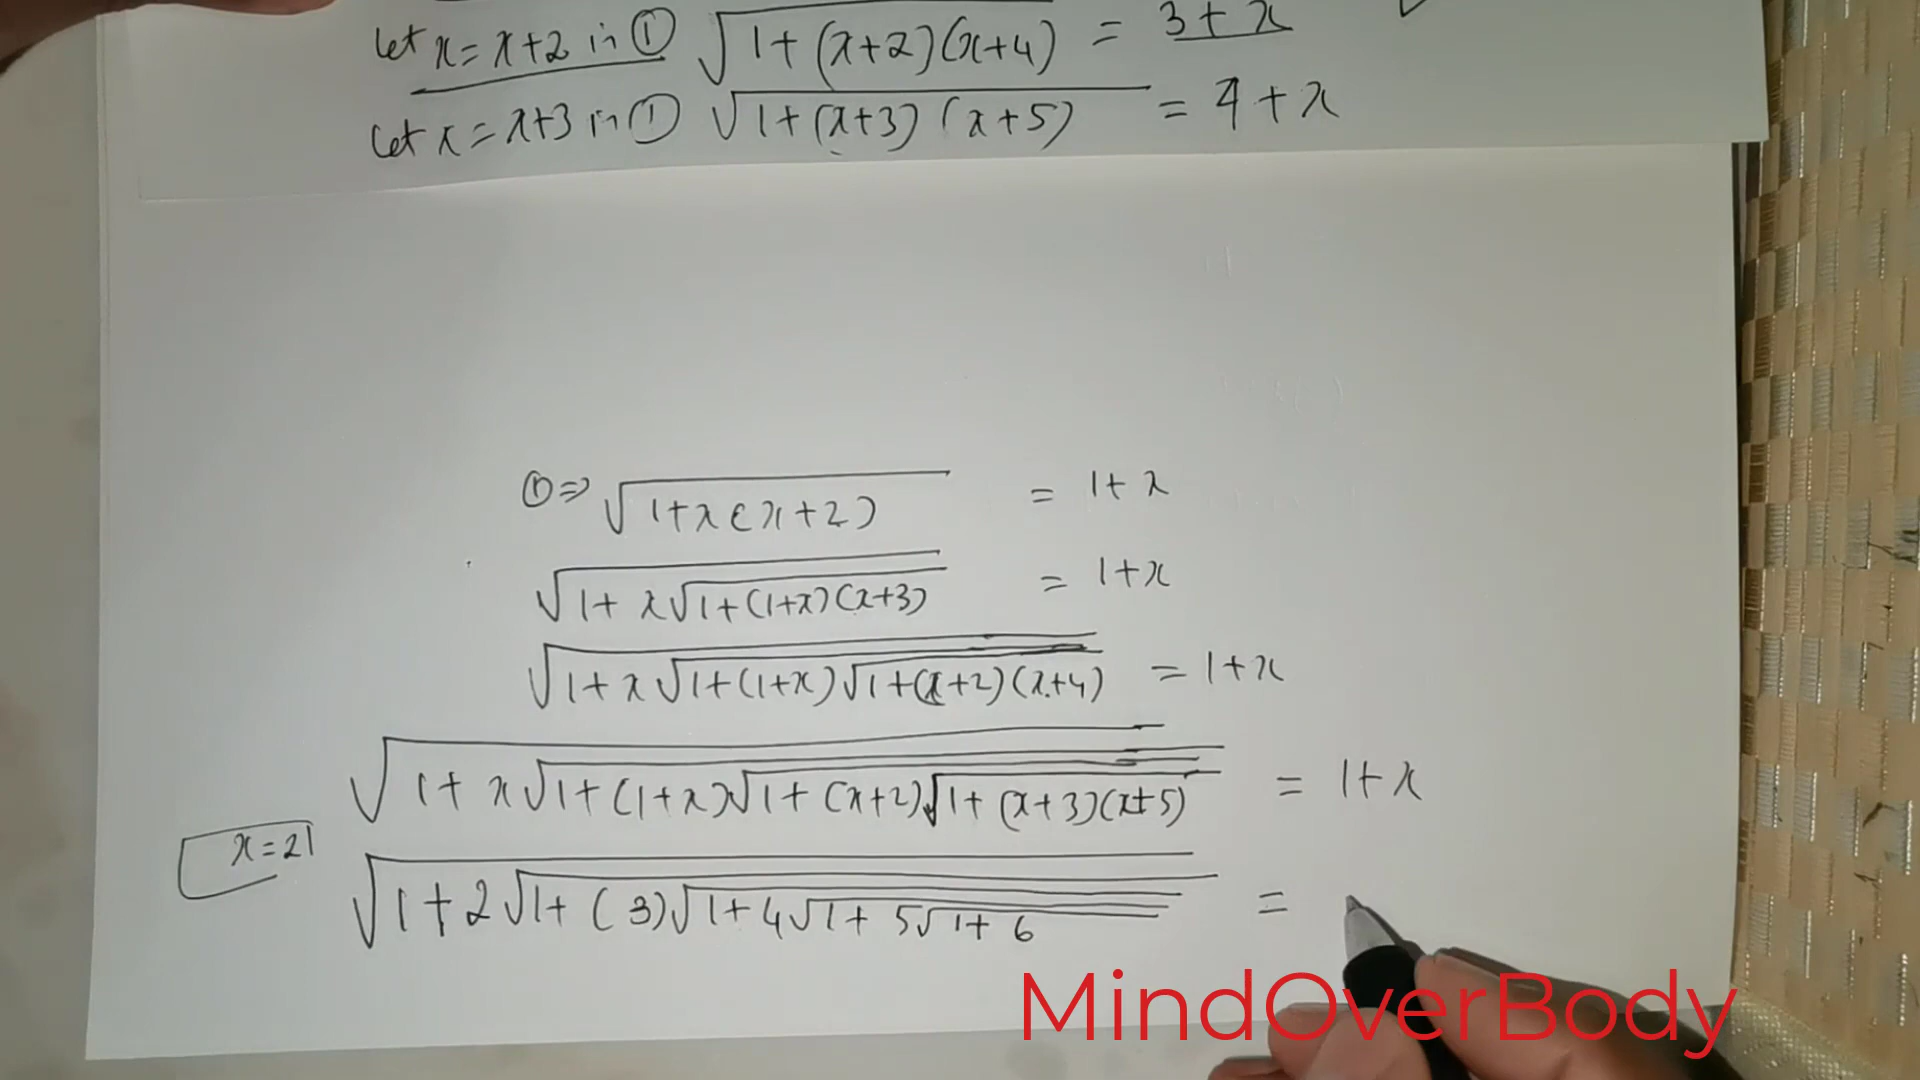 let x = x+2 in ① √1+(x+2)(x+4) = 3+x
let x = x+3 in ① √1+(x+3)(x+5) = 4+x
① ⇒ √1+x(x+2) = 1+x
√1+x√1+(1+x)(x+3) = 1+x
√1+x√1+(1+x)√1+(x+2)(x+4) = 1+x
√1+x√1+(1+x)√1+(x+2)√1+(x+3)(x+5) = 1+x
x=2
√1+2√1+(3)√1+4√1+5√1+6 =
MindOverBody